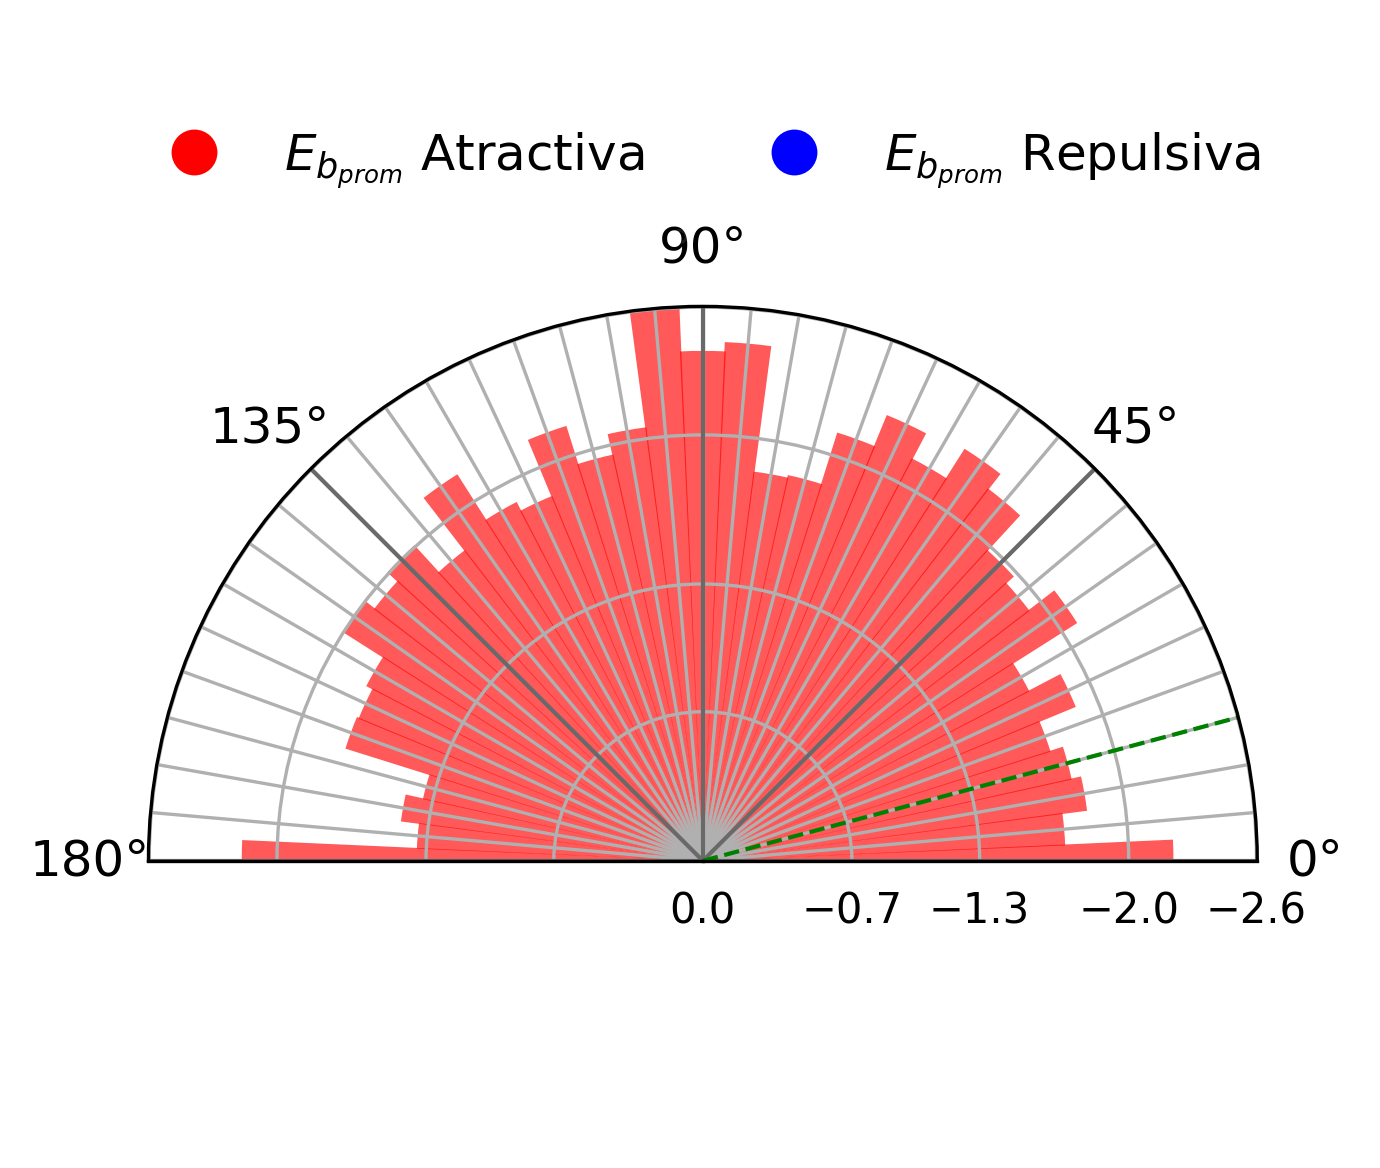 E_{b_{prom}} Atractiva E_{b_{prom}} Repulsiva
90°
135° 45°
180° 0°
0.0 −0.7 −1.3 −2.0 −2.6